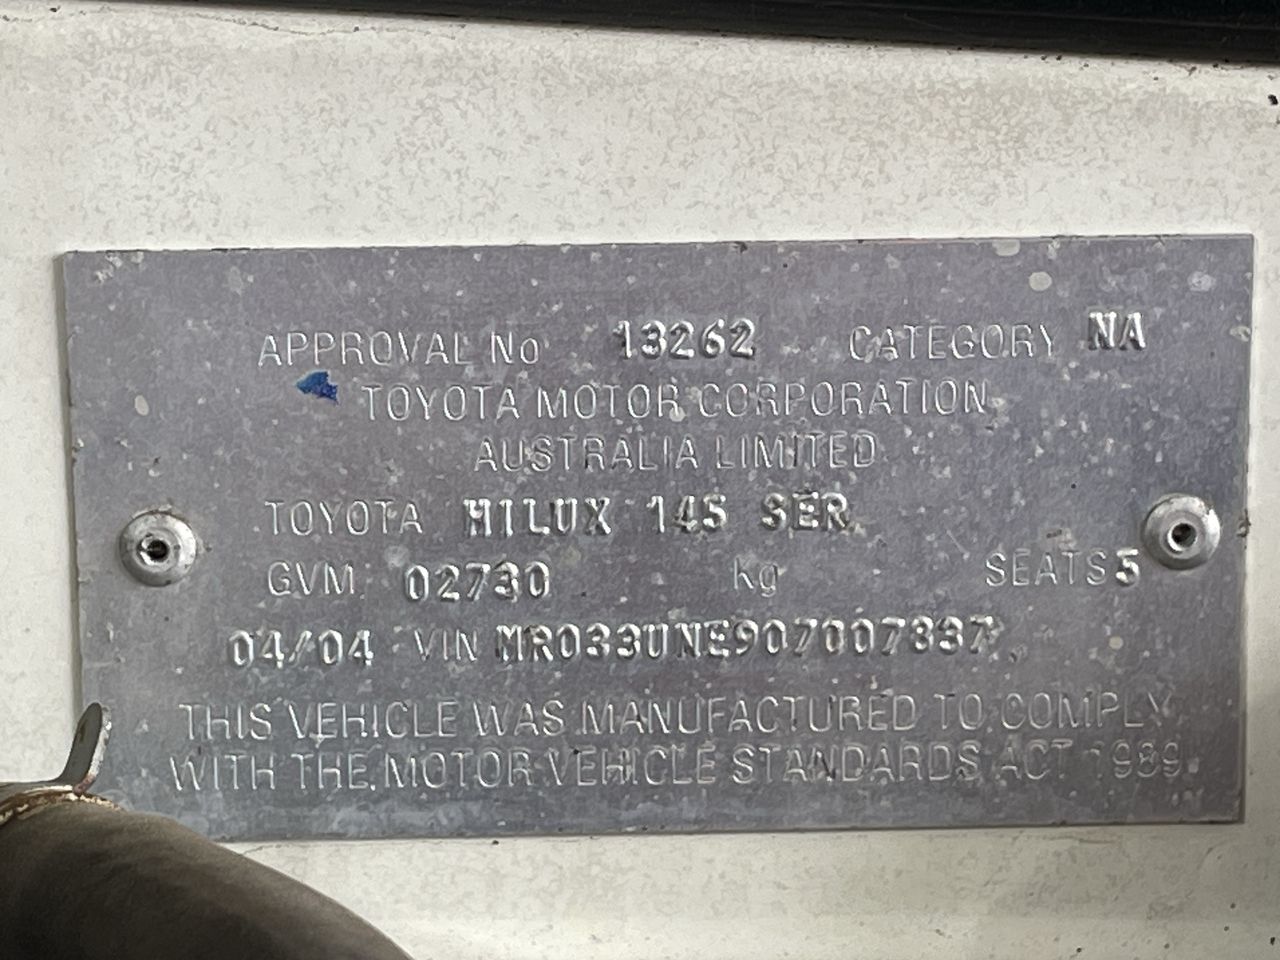 APPROVAL No 13262 CATEGORY NA
TOYOTA MOTOR CORPORATION
AUSTRALIA LIMITED
TOYOTA HILUX 145 SER
GVM 02730 Kg SEATS 5
04/04 VIN MR033UNE907007337
THIS VEHICLE WAS MANUFACTURED TO COMPLY
WITH THE MOTOR VEHICLE STANDARDS ACT 1989